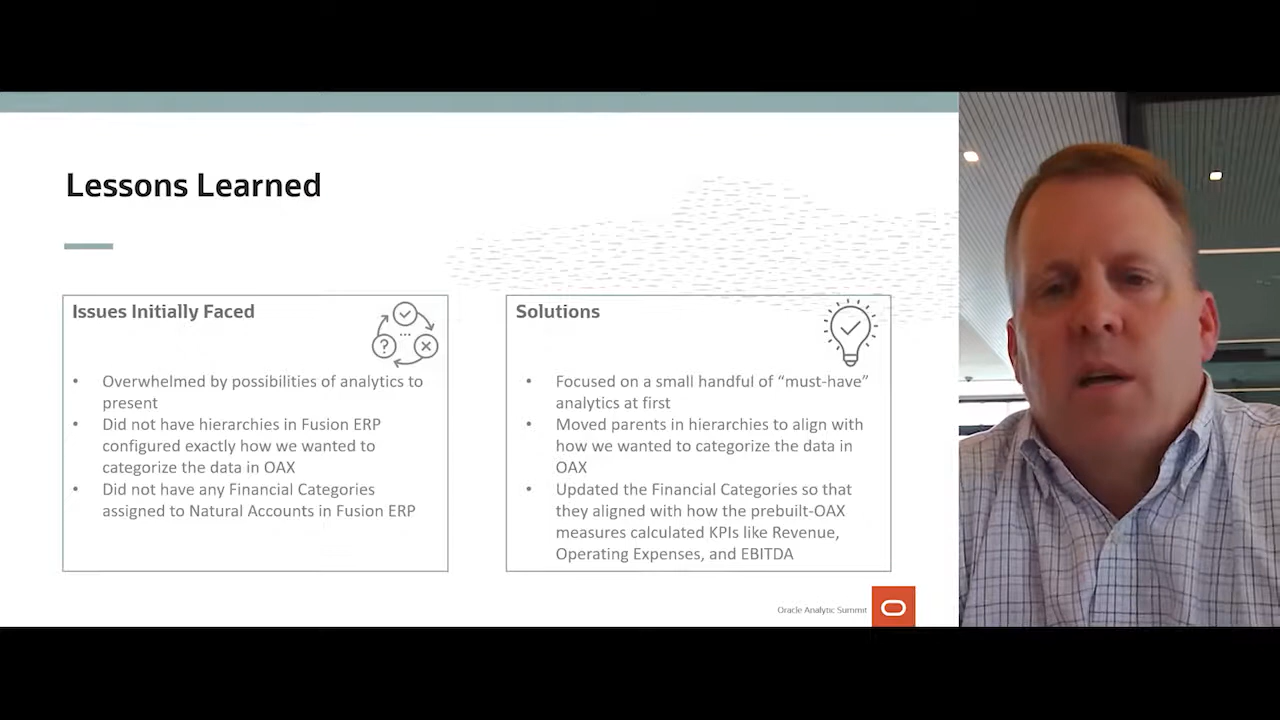 Lessons Learned
Issues Initially Faced
• Overwhelmed by possibilities of analytics to
present
• Did not have hierarchies in Fusion ERP
configured exactly how we wanted to
categorize the data in OAX
• Did not have any Financial Categories
assigned to Natural Accounts in Fusion ERP
Solutions
• Focused on a small handful of “must-have”
analytics at first
• Moved parents in hierarchies to align with
how we wanted to categorize the data in
OAX
• Updated the Financial Categories so that
they aligned with how the prebuilt-OAX
measures calculated KPIs like Revenue,
Operating Expenses, and EBITDA
Oracle Analytic Summit